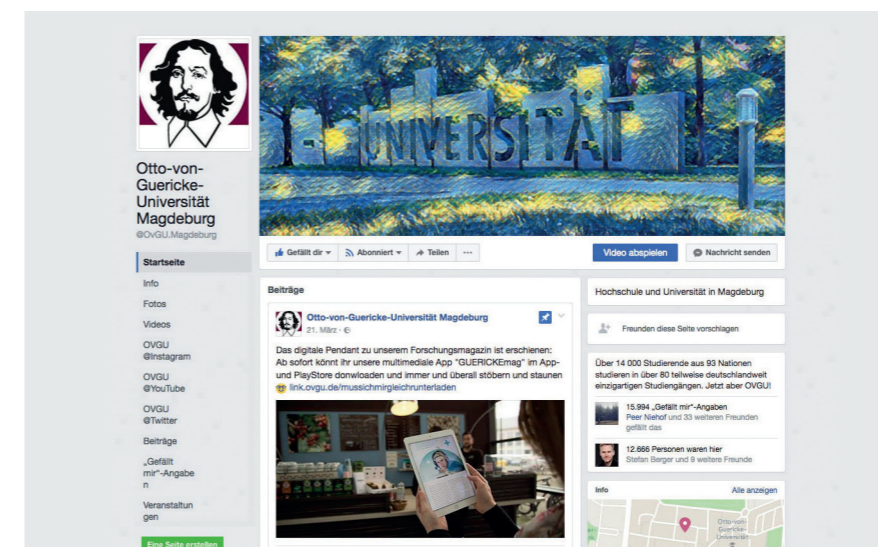 UNIVERSITÄT
Otto-von-
Guericke-
Universität
Magdeburg
@OvGU.Magdeburg
Startseite
Info
Fotos
Videos
OVGU
@Instagram
OVGU
@YouTube
OVGU
@Twitter
Beiträge
„Gefällt
mir“-Angabe
n
Veranstaltun
gen
Eine Seite erstellen
Gefällt dir
Abonniert
Teilen
Video abspielen
Nachricht senden
Beiträge
Otto-von-Guericke-Universität Magdeburg
21. März ·
Das digitale Pendant zu unserem Forschungsmagazin ist erschienen:
Ab sofort könnt ihr unsere multimediale App "GUERICKEmag" im App-
und PlayStore donwloaden und immer und überall stöbern und staunen
link.ovgu.de/mussichmirgleichrunterladen
Hochschule und Universität in Magdeburg
Freunden diese Seite vorschlagen
Über 14 000 Studierende aus 93 Nationen
studieren in über 80 teilweise deutschlandweit
einzigartigen Studiengängen. Jetzt aber OVGU!
15.994 „Gefällt mir“-Angaben
Peer Niehof und 33 weiteren Freunden
gefällt das
12.666 Personen waren hier
Stefan Berger und 9 weitere Freunde
Info
Alle anzeigen
Otto-von-
Guericke-
Universität